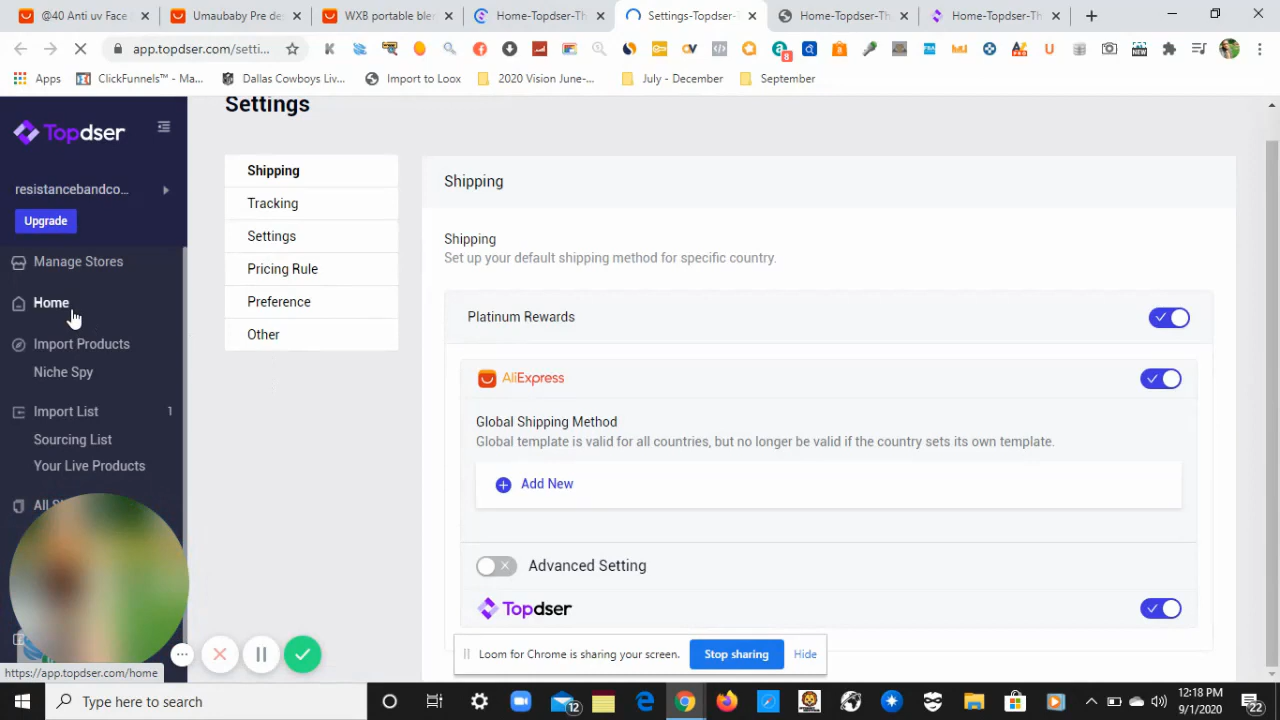 @40 Anti uv Face
Umaubaby Pre de
WX8 portable ble
Home-Topdser-Th
Settings-Topdser-
Home-Topdser-Th
Home-Topdser-Th
app.topdser.com/setti...
8
NEW
Apps
ClickFunnels™ - Ma...
Dallas Cowboys Livi...
Import to Loox
2020 Vision June-...
July - December
September
Topdser
resistancebandco...
Upgrade
Manage Stores
Home
Import Products
Niche Spy
Import List 1
Sourcing List
Your Live Products
Settings
Shipping
Tracking
Settings
Pricing Rule
Preference
Other
Shipping
Shipping
Set up your default shipping method for specific country.
Platinum Rewards
AliExpress
Global Shipping Method
Global template is valid for all countries, but no longer be valid if the country sets its own template.
Add New
Advanced Setting
Topdser
Loom for Chrome is sharing your screen.
Stop sharing
Hide
https://app.topdser.com/home
Type here to search
12
12:18 PM
9/1/2020
22